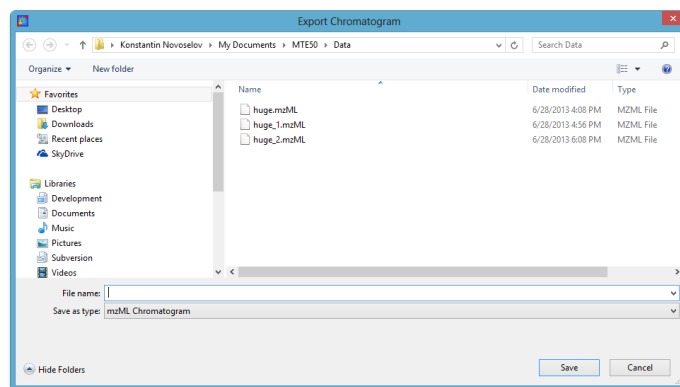 Export Chromatogram
Konstantin Novoselov ▸ My Documents ▸ MTE50 ▸ Data
Search Data
Organize
New folder
Name
Date modified
Type
Favorites
Desktop
Downloads
Recent places
SkyDrive
Libraries
Development
Documents
Music
Pictures
Subversion
Videos
huge.mzML 6/28/2013 4:08 PM MZML File
huge_1.mzML 6/28/2013 4:56 PM MZML File
huge_2.mzML 6/28/2013 6:08 PM MZML File
File name:
Save as type: mzML Chromatogram
Hide Folders
Save
Cancel